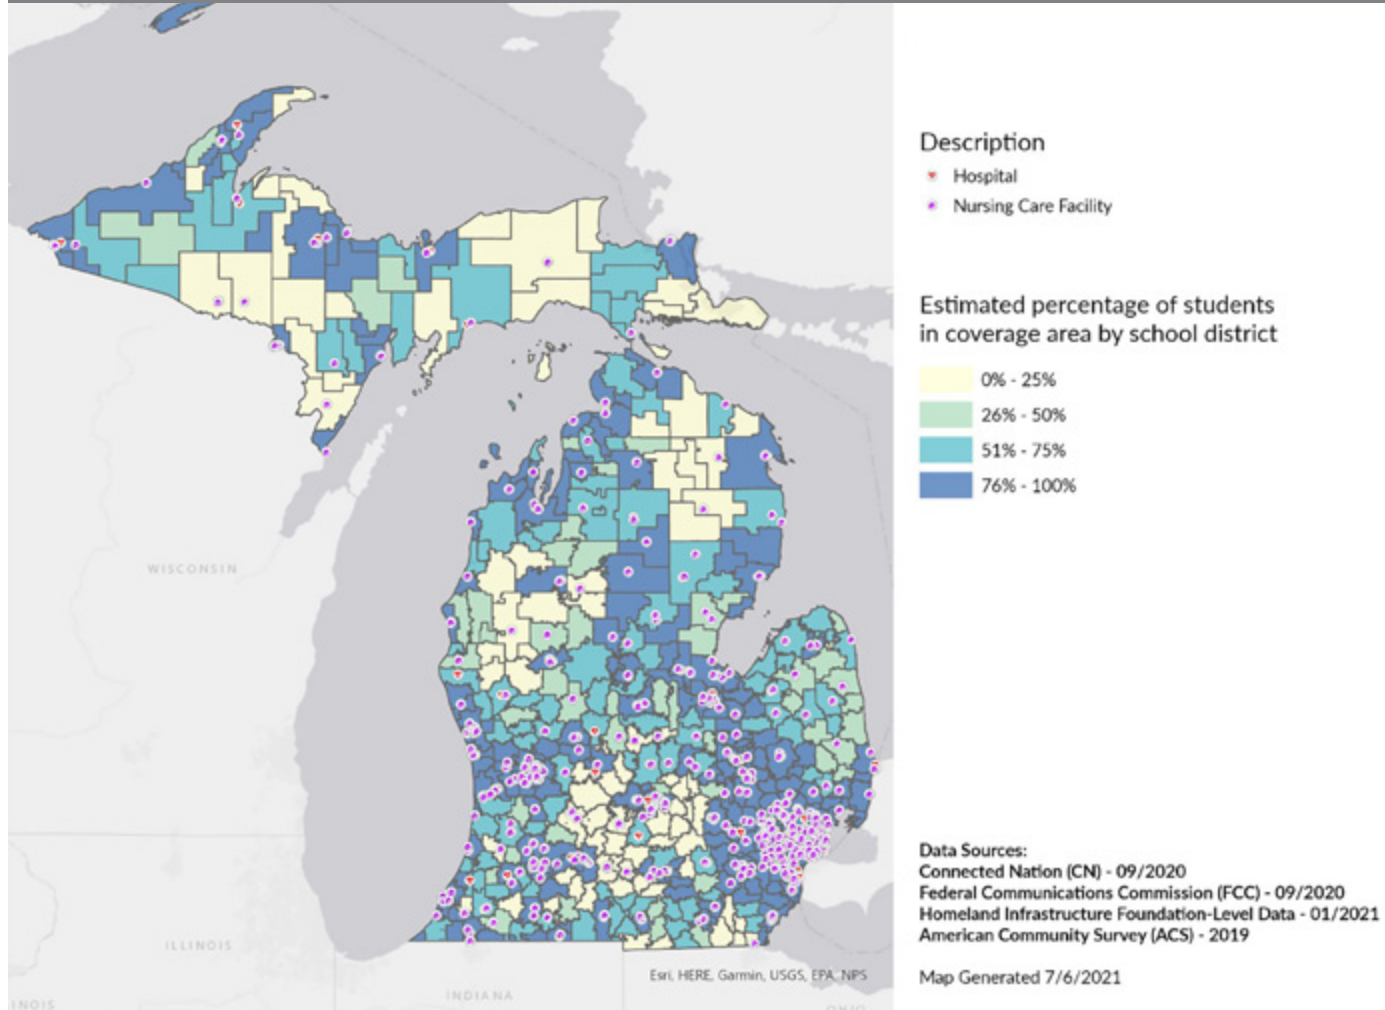 Description
Hospital
Nursing Care Facility
Estimated percentage of students
in coverage area by school district
0% - 25%
26% - 50%
51% - 75%
76% - 100%
WISCONSIN
ILLINOIS
INOIS
INDIANA
OHIO
Esri, HERE, Garmin, USGS, EPA, NPS
Data Sources:
Connected Nation (CN) - 09/2020
Federal Communications Commission (FCC) - 09/2020
Homeland Infrastructure Foundation-Level Data - 01/2021
American Community Survey (ACS) - 2019
Map Generated 7/6/2021